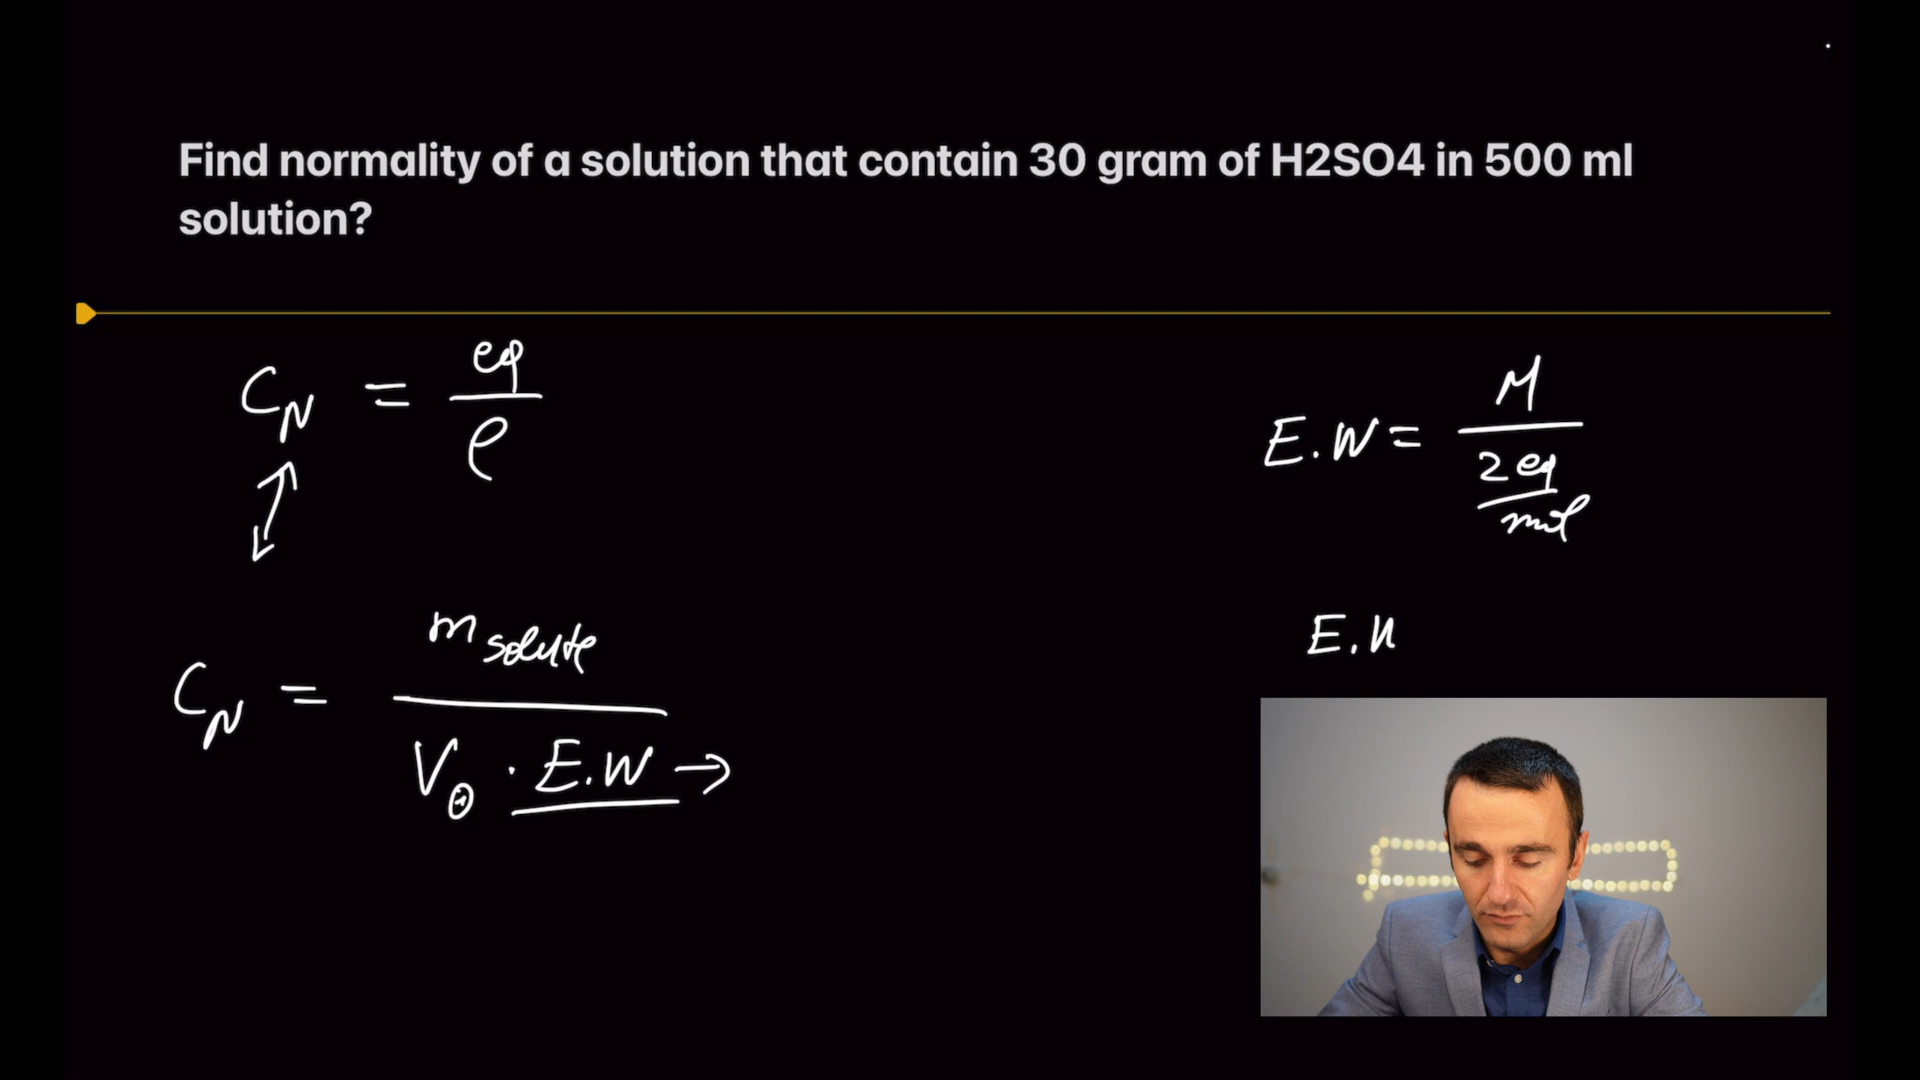 Find normality of a solution that contain 30 gram of H2SO4 in 500 ml
solution?
C_N = eq / l
E.W = M / 2 eq / mol
C_N = m solute / V · E.W →
E.W